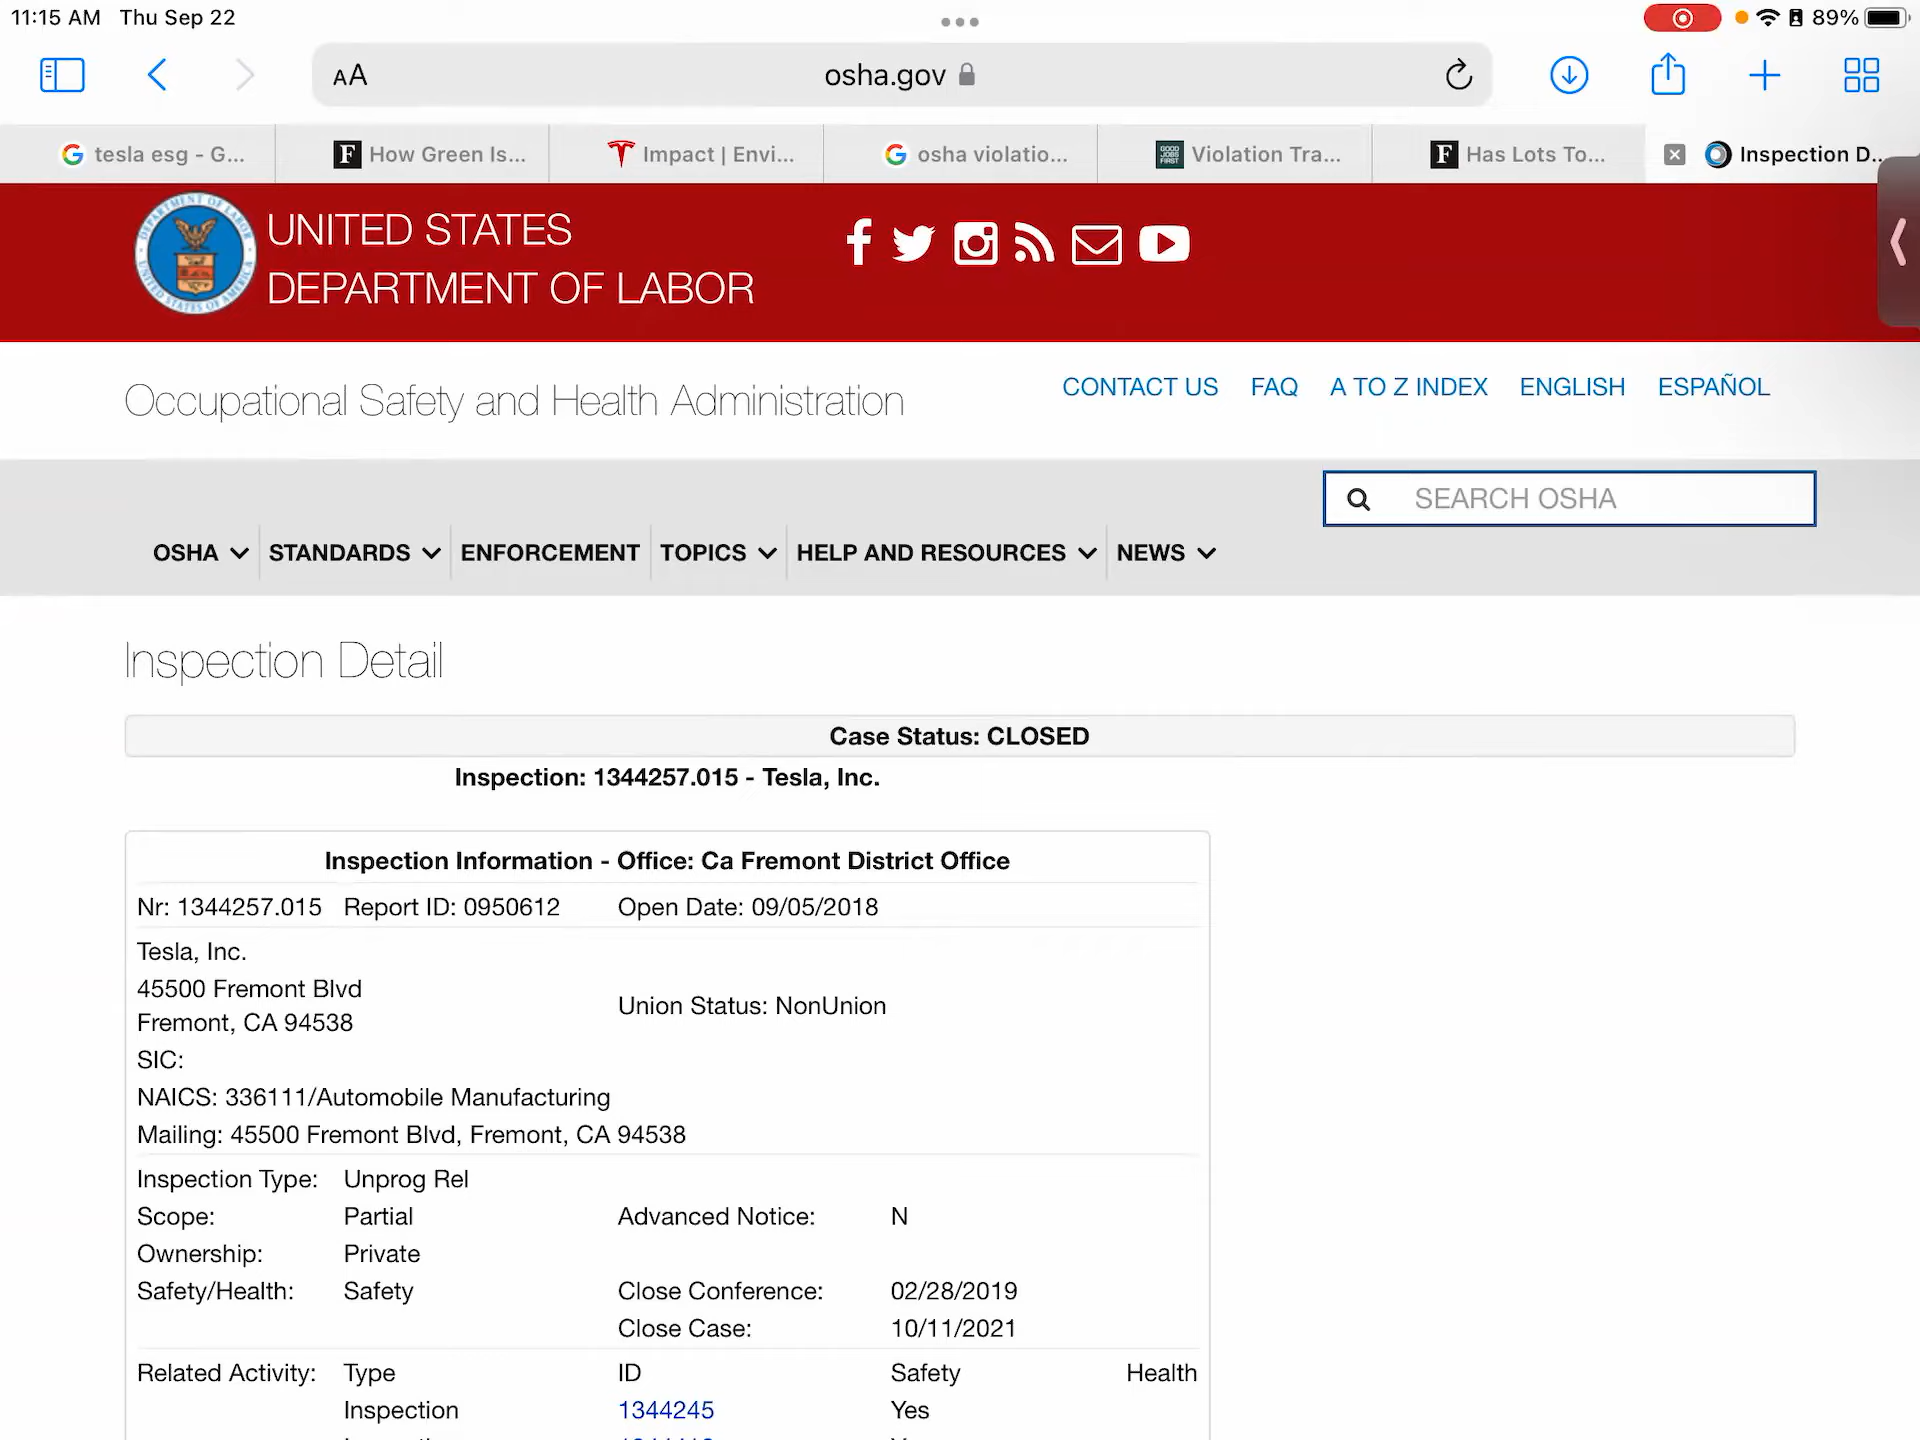 11:15 AM Thu Sep 22
89%
AA
osha.gov
tesla esg - G...
How Green Is...
Impact | Envi...
osha violatio...
Violation Tra...
Has Lots To...
Inspection D...
UNITED STATES
DEPARTMENT OF LABOR
Occupational Safety and Health Administration
CONTACT US FAQ A TO Z INDEX ENGLISH ESPAÑOL
SEARCH OSHA
OSHA STANDARDS ENFORCEMENT TOPICS HELP AND RESOURCES NEWS
Inspection Detail
Case Status: CLOSED
Inspection: 1344257.015 - Tesla, Inc.
Inspection Information - Office: Ca Fremont District Office
Nr: 1344257.015 Report ID: 0950612 Open Date: 09/05/2018
Tesla, Inc.
45500 Fremont Blvd
Fremont, CA 94538
Union Status: NonUnion
SIC:
NAICS: 336111/Automobile Manufacturing
Mailing: 45500 Fremont Blvd, Fremont, CA 94538
Inspection Type: Unprog Rel
Scope: Partial Advanced Notice: N
Ownership: Private
Safety/Health: Safety Close Conference: 02/28/2019
Close Case: 10/11/2021
Related Activity: Type ID Safety Health
Inspection 1344245 Yes